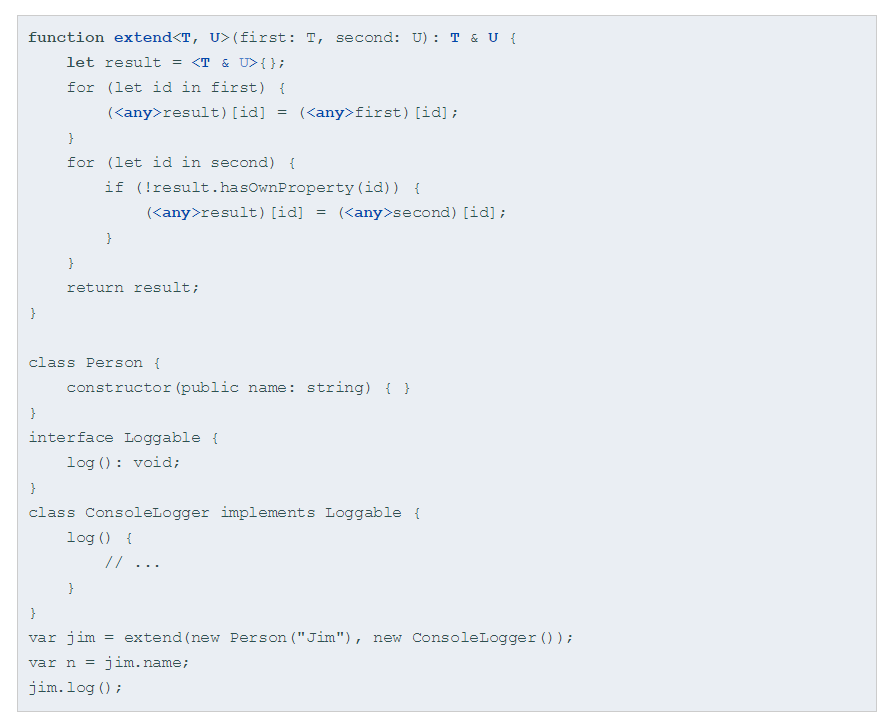 function extend<T, U>(first: T, second: U): T & U {
    let result = <T & U>{};
    for (let id in first) {
        (<any>result)[id] = (<any>first)[id];
    }
    for (let id in second) {
        if (!result.hasOwnProperty(id)) {
            (<any>result)[id] = (<any>second)[id];
        }
    }
    return result;
}

class Person {
    constructor(public name: string) { }
}
interface Loggable {
    log(): void;
}
class ConsoleLogger implements Loggable {
    log() {
        // ...
    }
}
var jim = extend(new Person("Jim"), new ConsoleLogger());
var n = jim.name;
jim.log();